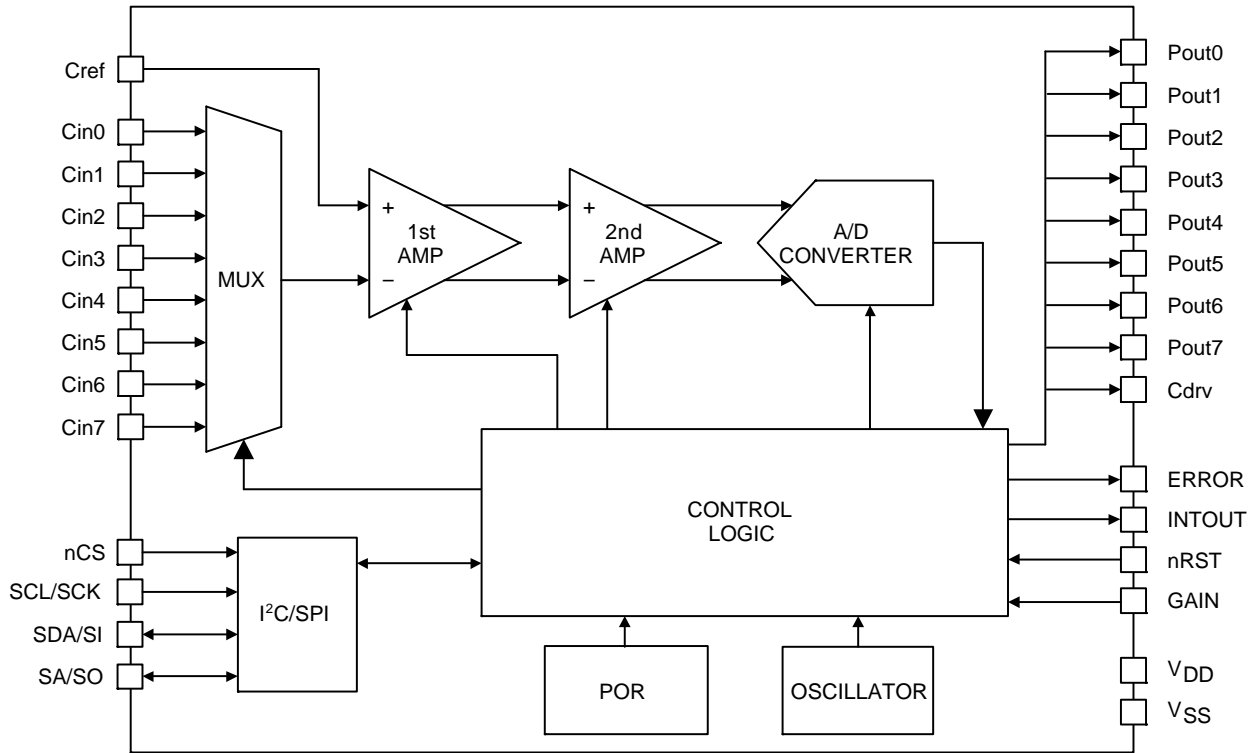 Cref
Cin0
Cin1
Cin2
Cin3
Cin4
Cin5
Cin6
Cin7
nCS
SCL/SCK
SDA/SI
SA/SO
MUX
I²C/SPI
+
1st
AMP
−
+
2nd
AMP
−
A/D
CONVERTER
CONTROL
LOGIC
POR
OSCILLATOR
Pout0
Pout1
Pout2
Pout3
Pout4
Pout5
Pout6
Pout7
Cdrv
ERROR
INTOUT
nRST
GAIN
VDD
VSS